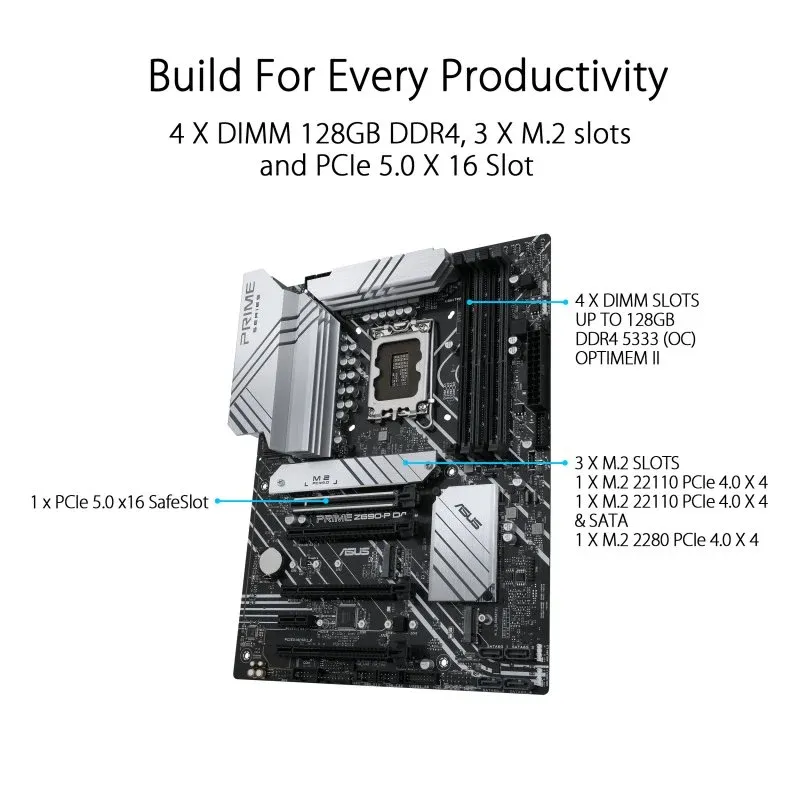 Build For Every Productivity
4 X DIMM 128GB DDR4, 3 X M.2 slots
and PCIe 5.0 X 16 Slot
PRIME
SERIES
4 X DIMM SLOTS
UP TO 128GB
DDR4 5333 (OC)
OPTIMEM II
M.2
3 X M.2 SLOTS
1 X M.2 22110 PCIe 4.0 X 4
1 X M.2 22110 PCIe 4.0 X 4
& SATA
1 X M.2 2280 PCIe 4.0 X 4
1 x PCIe 5.0 x16 SafeSlot
PRIME Z690-P D4
ASUS
ASUS